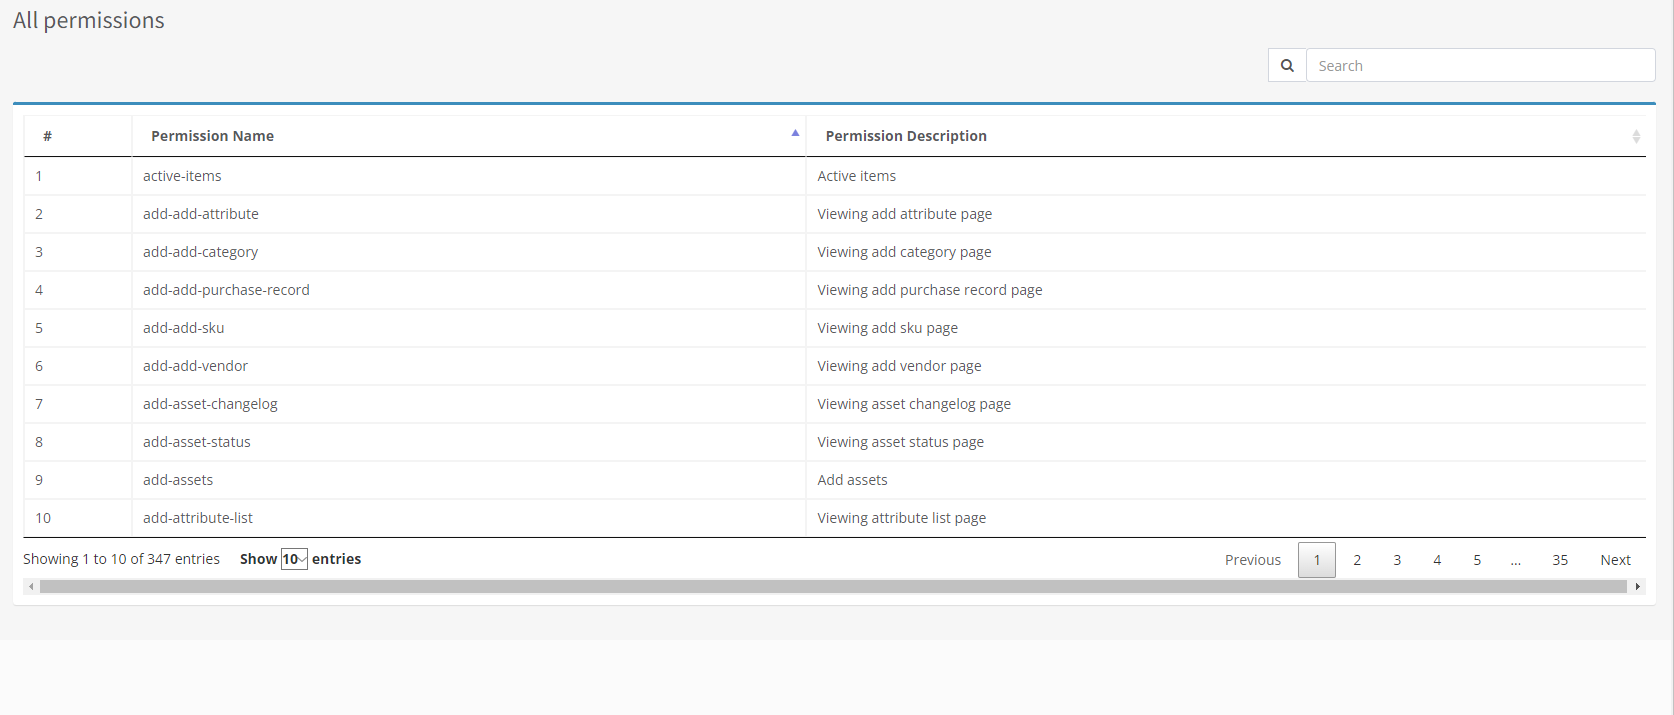 All permissions
Search
# Permission Name Permission Description
1 active-items Active items
2 add-add-attribute Viewing add attribute page
3 add-add-category Viewing add category page
4 add-add-purchase-record Viewing add purchase record page
5 add-add-sku Viewing add sku page
6 add-add-vendor Viewing add vendor page
7 add-asset-changelog Viewing asset changelog page
8 add-asset-status Viewing asset status page
9 add-assets Add assets
10 add-attribute-list Viewing attribute list page
Showing 1 to 10 of 347 entries Show 10 entries Previous 1 2 3 4 5 ... 35 Next